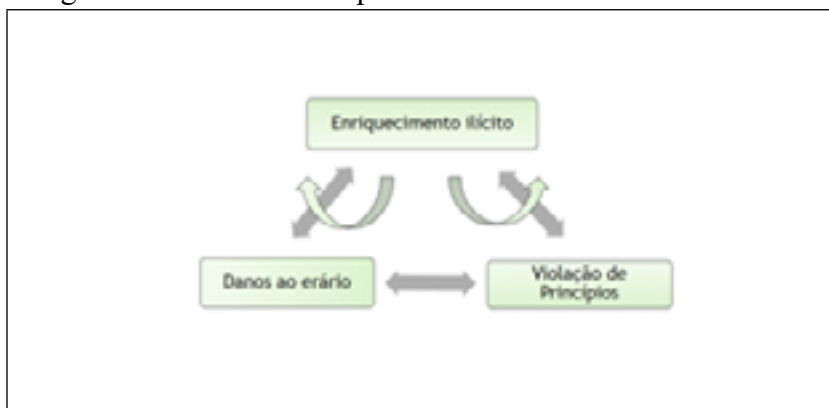 Enriquecimento ilícito
Danos ao erário
Violação de
Princípios